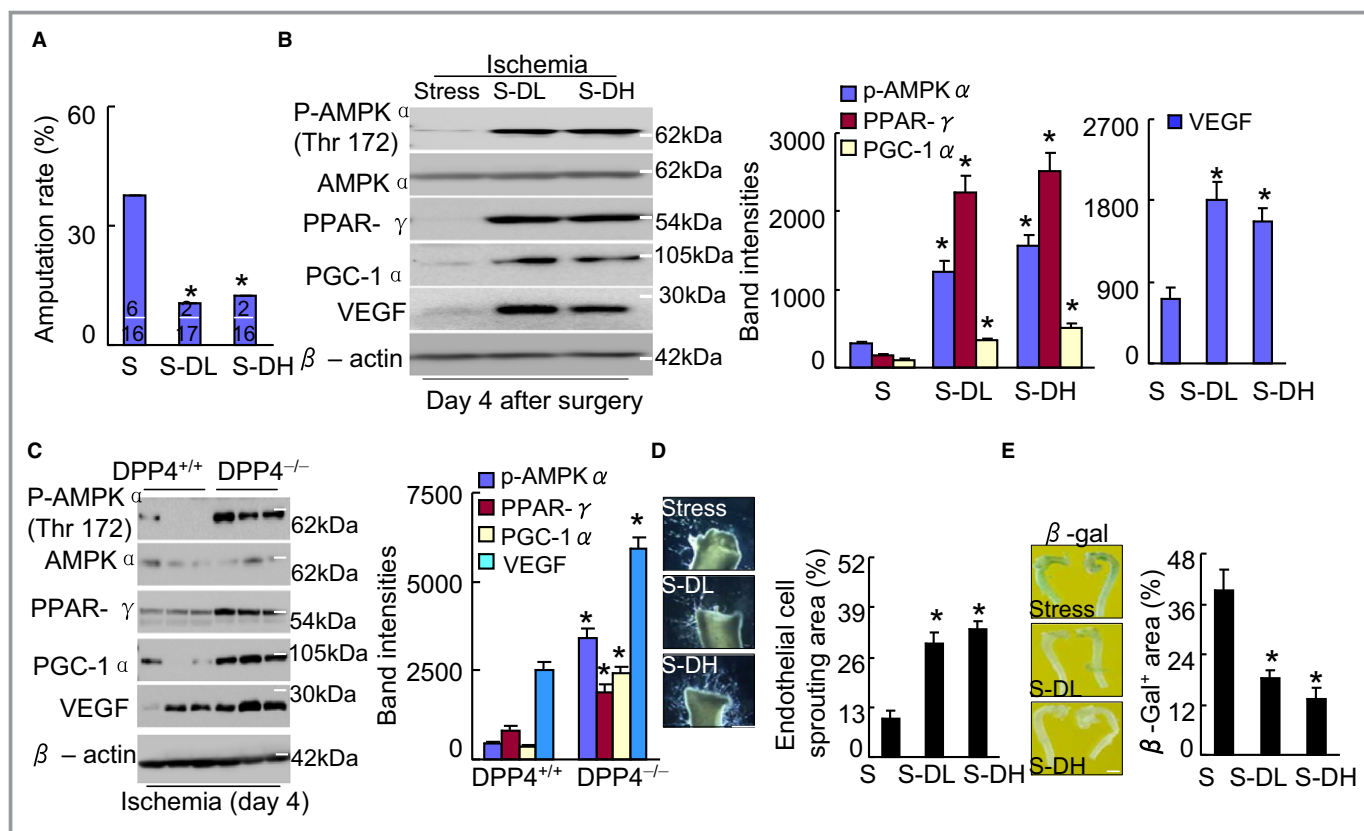 A
Amputation rate (%)
60
30
0
6
16
2
17
2
16
*
*
S S-DL S-DH
B
Ischemia
Stress S-DL S-DH
P-AMPK α
(Thr 172)
62kDa
AMPK α
62kDa
PPAR- γ
54kDa
PGC-1 α
105kDa
VEGF
30kDa
β – actin
42kDa
Day 4 after surgery
p-AMPK α
PPAR- γ
PGC-1 α
Band intensities
3000
2000
1000
0
* * *
* * *
S S-DL S-DH
VEGF
2700
1800
900
0
* *
S S-DL S-DH
C
DPP4+/+ DPP4–/–
P-AMPK α
(Thr 172)
62kDa
AMPK α
62kDa
PPAR- γ
54kDa
PGC-1 α
105kDa
VEGF
30kDa
β – actin
42kDa
Ischemia (day 4)
p-AMPK α
PPAR- γ
PGC-1 α
VEGF
Band intensities
7500
5000
2500
0
* * * *
DPP4+/+ DPP4–/–
D
Stress
S-DL
S-DH
Endothelial cell
sprouting area (%)
52
39
26
13
0
* *
S S-DL S-DH
E
β -gal
Stress
S-DL
S-DH
β -Gal+ area (%)
48
36
24
12
0
* *
S S-DL S-DH